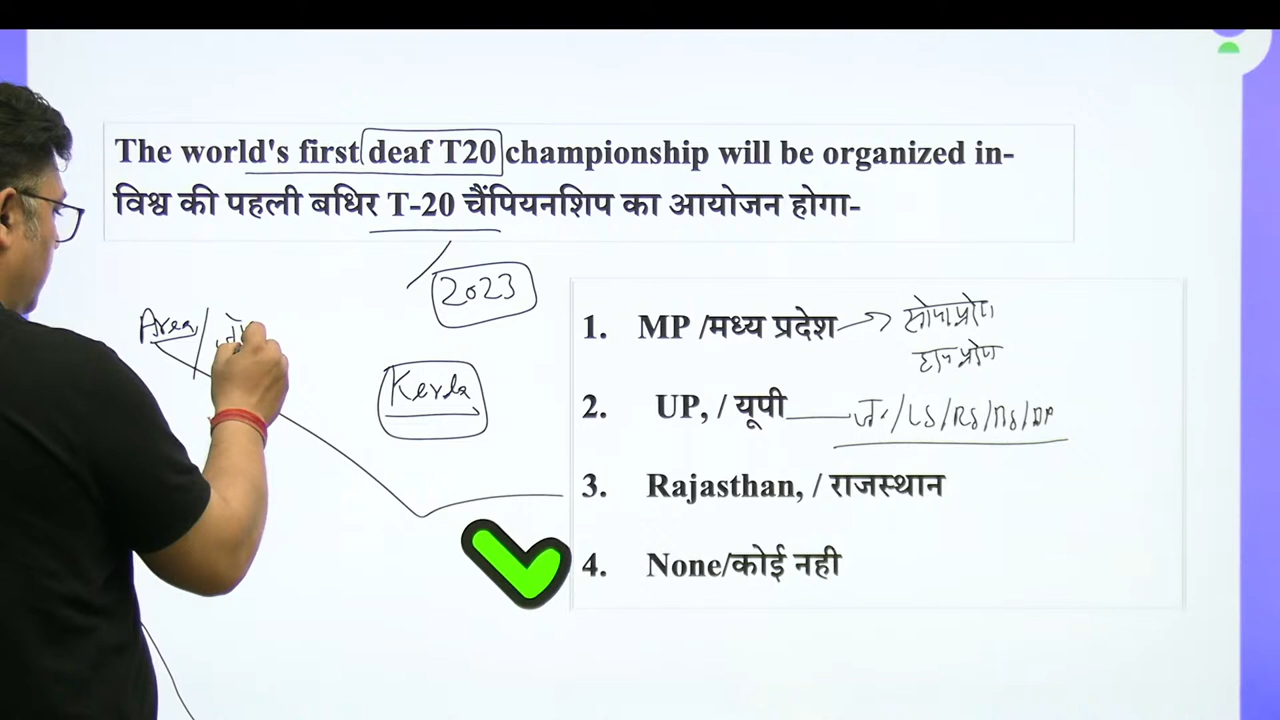 The world's first deaf T20 championship will be organized in-
विश्व की पहली बधिर T-20 चैंपियनशिप का आयोजन होगा-
2023
Area/
Kerla
1. MP /मध्य प्रदेश
2. UP, / यूपी
3. Rajasthan, / राजस्थान
4. None/कोई नही